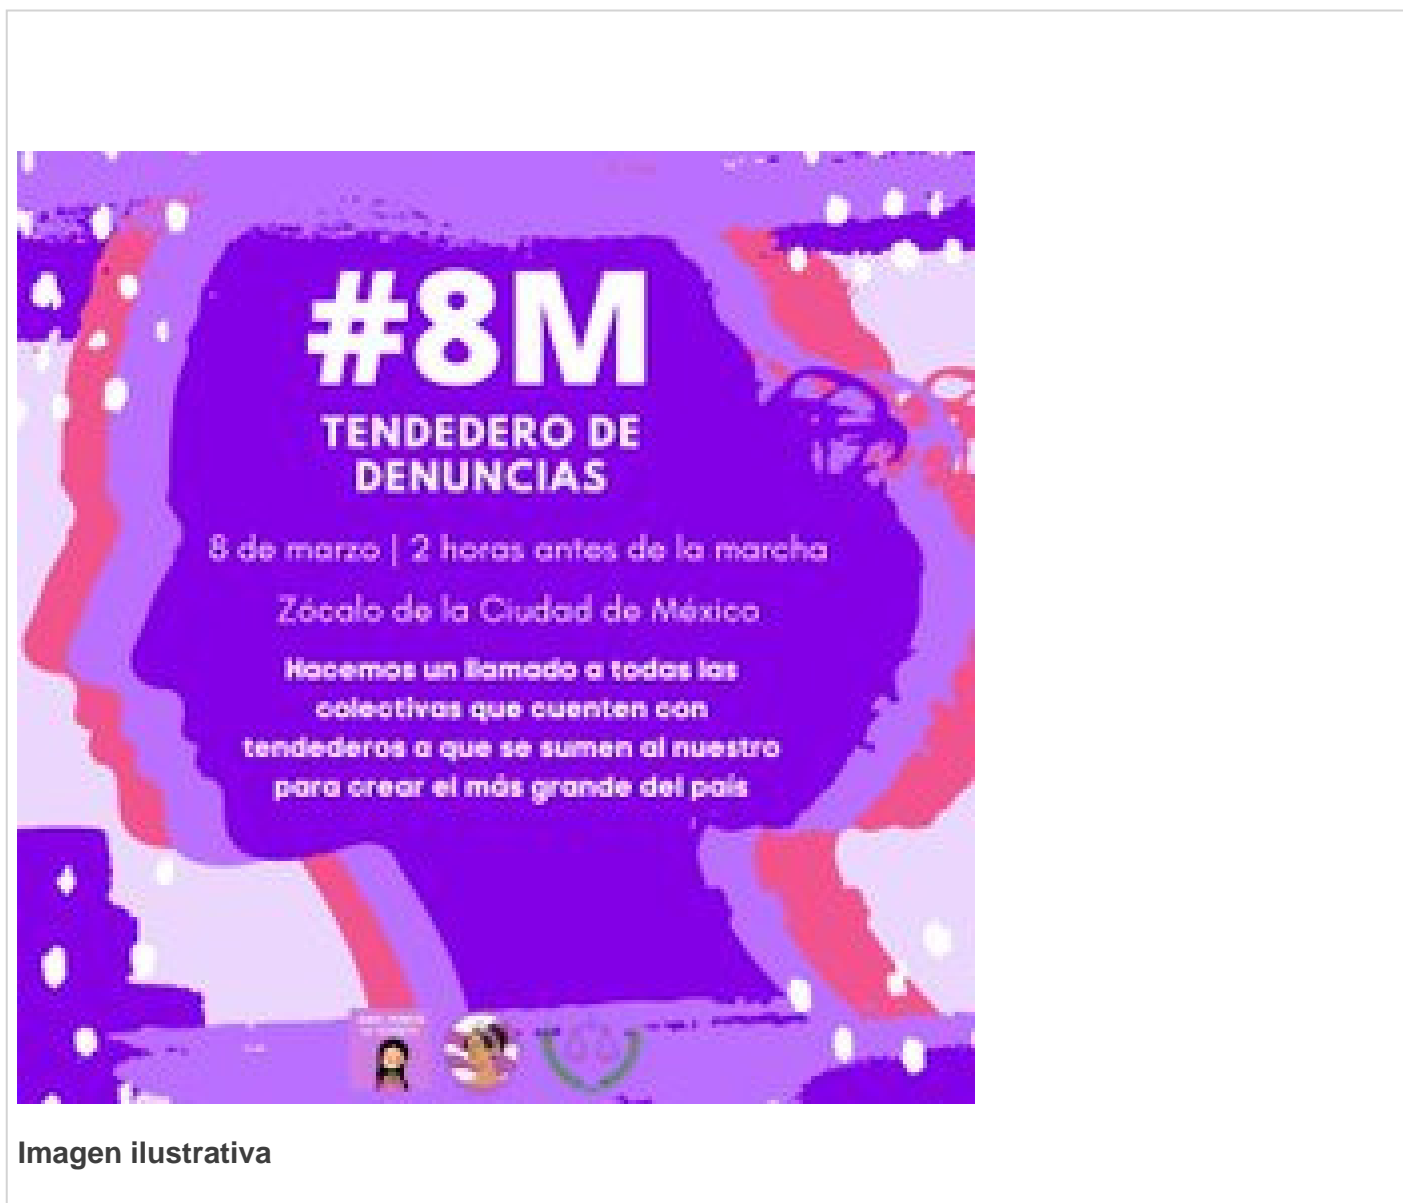 #8M
TENDEDERO DE
DENUNCIAS
8 de marzo | 2 horas antes de la marcha
Zócalo de la Ciudad de México
Hacemos un llamado a todas las
colectivas que cuenten con
tendederos a que se sumen al nuestro
para crear el más grande del país
Imagen ilustrativa